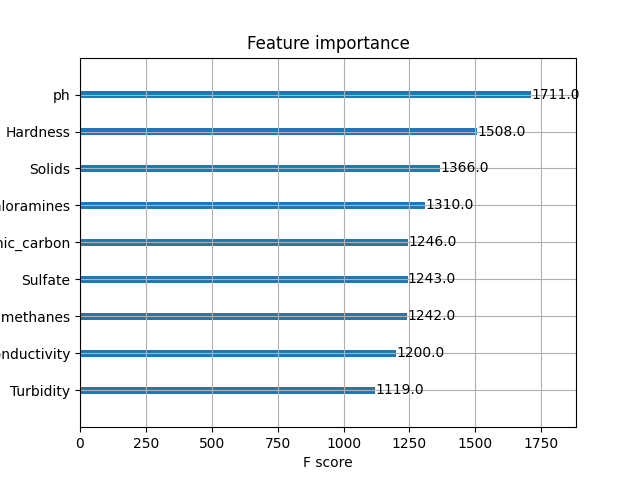 Feature importance
ph 1711.0
Hardness 1508.0
Solids 1366.0
loramines 1310.0
nic_carbon 1246.0
Sulfate 1243.0
methanes 1242.0
onductivity 1200.0
Turbidity 1119.0
0 250 500 750 1000 1250 1500 1750
F score